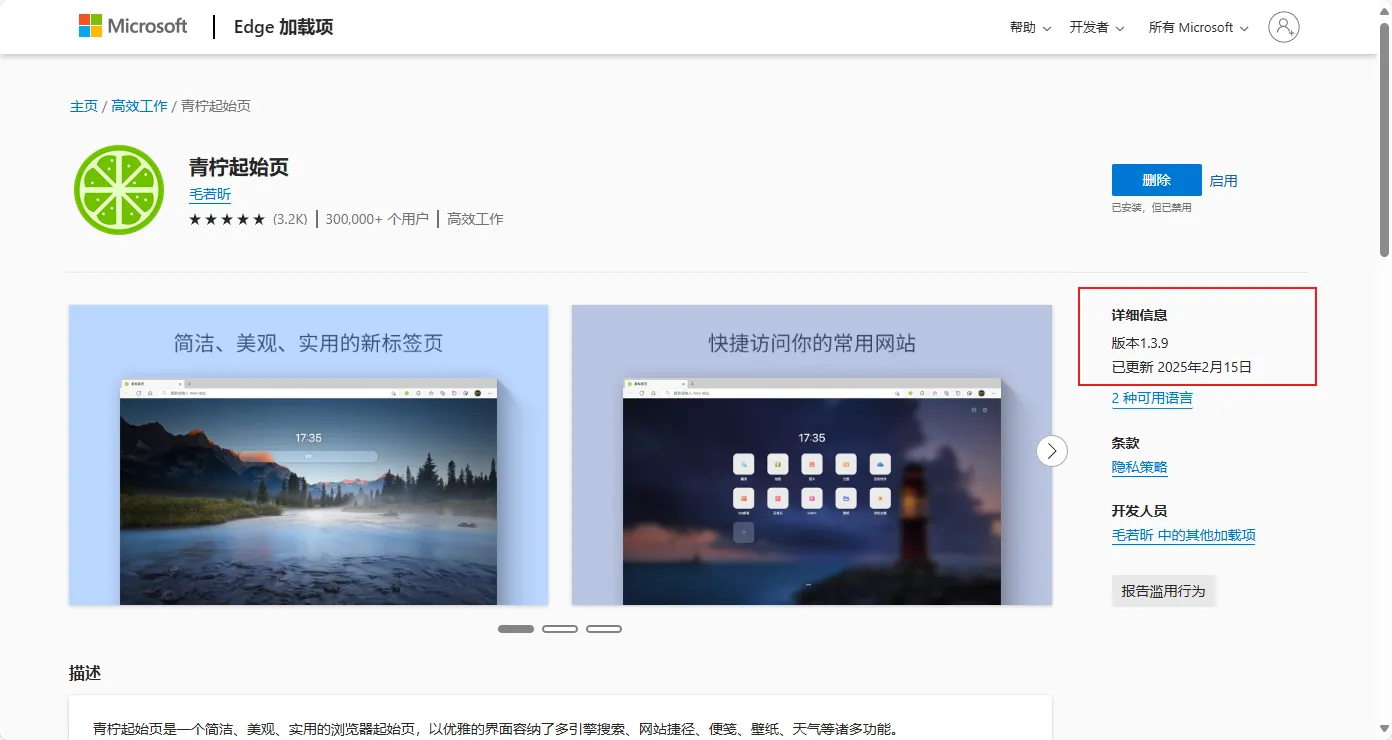 Microsoft
Edge 加载项
帮助
开发者
所有 Microsoft
主页 / 高效工作 / 青柠起始页
青柠起始页
毛若昕
★★★★★ (3.2K) | 300,000+ 个用户 | 高效工作
删除
启用
已安装，但已禁用
简洁、美观、实用的新标签页
17:35
快捷访问你的常用网站
17:35
详细信息
版本1.3.9
已更新 2025年2月15日
2 种可用语言
条款
隐私策略
开发人员
毛若昕 中的其他加载项
报告滥用行为
描述
青柠起始页是一个简洁、美观、实用的浏览器起始页，以优雅的界面容纳了多引擎搜索、网站捷径、便笺、壁纸、天气等诸多功能。